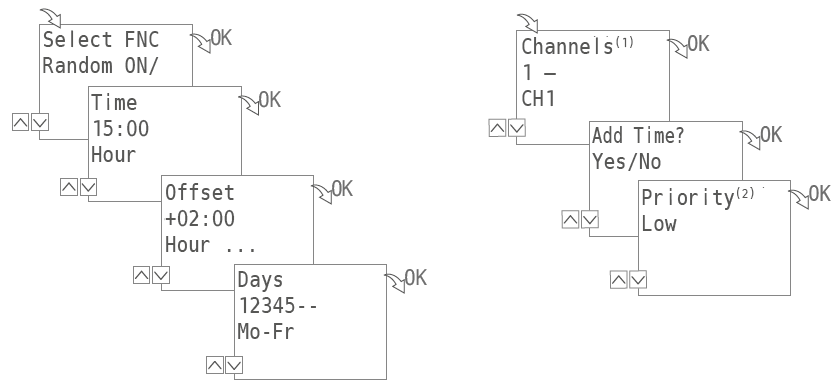 Select FNC
Random ON/
OK
Time
15:00
Hour
OK
Offset
+02:00
Hour ...
OK
Days
12345--
Mo-Fr
OK
Channels(1)
1 –
CH1
OK
Add Time?
Yes/No
OK
Priority(2)
Low
OK